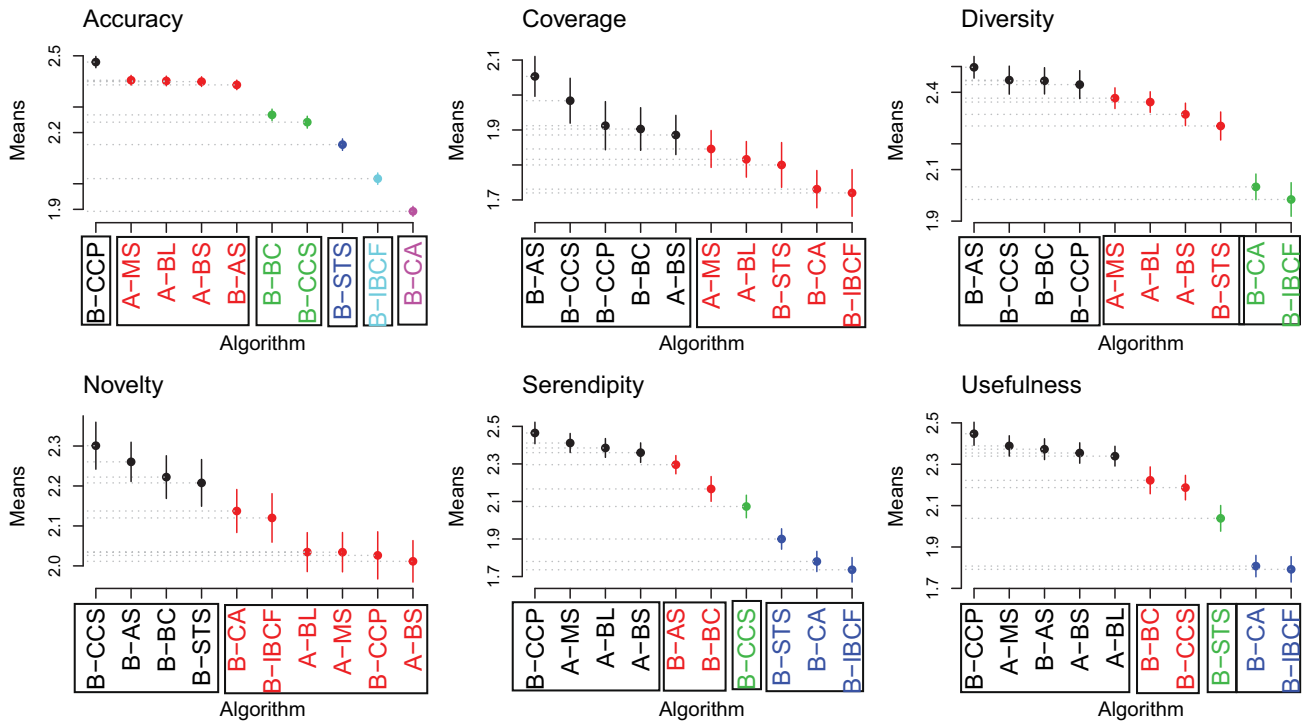 Accuracy
Means
2.5
2.2
1.9
B−CCP A−MS A−BL A−BS B−AS B−BC B−CCS B−STS B−IBCF B−CA
Algorithm
Coverage
Means
2.1
1.9
1.7
B−AS B−CCS B−CCP B−BC A−BS A−MS A−BL B−STS B−CA B−IBCF
Algorithm
Diversity
Means
2.4
2.1
1.9
B−AS B−CCS B−BC B−CCP A−MS A−BL A−BS B−STS B−CA B−IBCF
Algorithm
Novelty
Means
2.3
2.2
2.1
2.0
B−CCS B−AS B−BC B−STS B−CA B−IBCF A−BL A−MS B−CCP A−BS
Algorithm
Serendipity
Means
2.5
2.3
2.1
1.9
1.7
B−CCP A−MS A−BL A−BS B−AS B−BC B−CCS B−STS B−CA B−IBCF
Algorithm
Usefulness
Means
2.5
2.3
2.1
1.9
1.7
B−CCP A−MS B−AS A−BS A−BL B−BC B−CCS B−STS B−CA B−IBCF
Algorithm